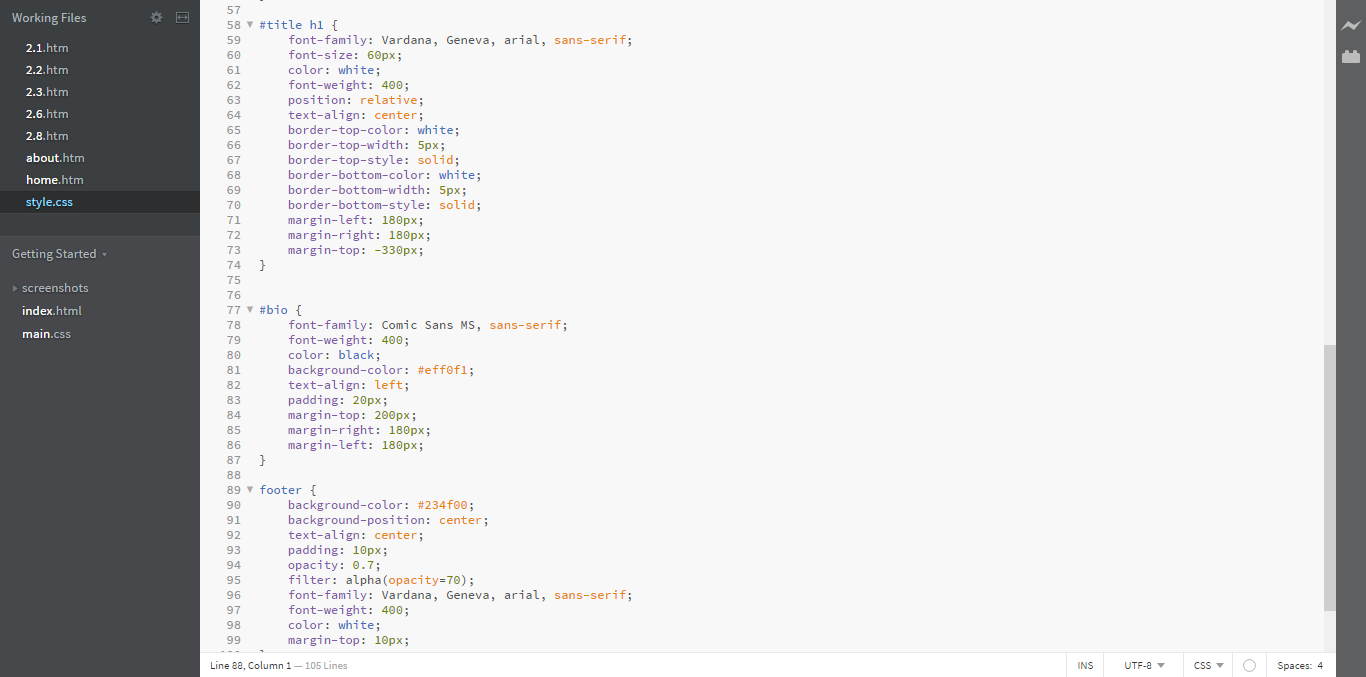 Working Files
2.1.htm
2.2.htm
2.3.htm
2.6.htm
2.8.htm
about.htm
home.htm
style.css
Getting Started
screenshots
index.html
main.css
57
58 #title h1 {
59 font-family: Vardana, Geneva, arial, sans-serif;
60 font-size: 60px;
61 color: white;
62 font-weight: 400;
63 position: relative;
64 text-align: center;
65 border-top-color: white;
66 border-top-width: 5px;
67 border-top-style: solid;
68 border-bottom-color: white;
69 border-bottom-width: 5px;
70 border-bottom-style: solid;
71 margin-left: 180px;
72 margin-right: 180px;
73 margin-top: -330px;
74 }
75
76
77 #bio {
78 font-family: Comic Sans MS, sans-serif;
79 font-weight: 400;
80 color: black;
81 background-color: #eff0f1;
82 text-align: left;
83 padding: 20px;
84 margin-top: 200px;
85 margin-right: 180px;
86 margin-left: 180px;
87 }
88
89 footer {
90 background-color: #234f00;
91 background-position: center;
92 text-align: center;
93 padding: 10px;
94 opacity: 0.7;
95 filter: alpha(opacity=70);
96 font-family: Vardana, Geneva, arial, sans-serif;
97 font-weight: 400;
98 color: white;
99 margin-top: 10px;
Line 88, Column 1 — 105 Lines INS UTF-8 CSS Spaces: 4